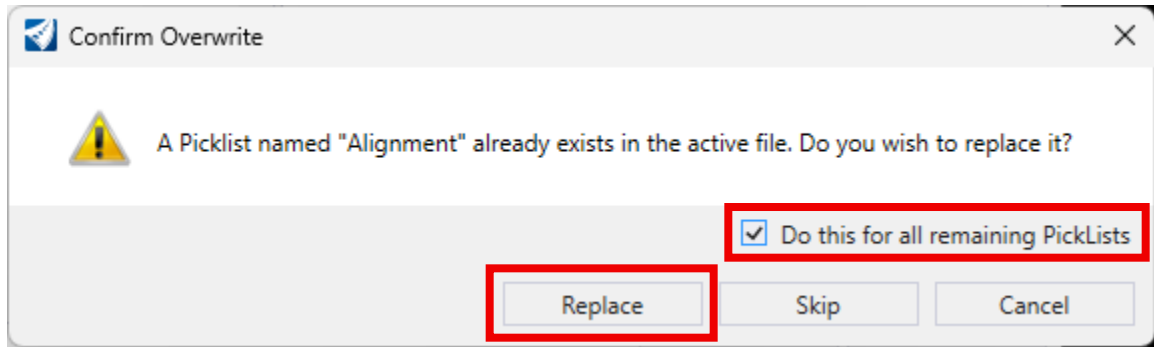 Confirm Overwrite
A Picklist named "Alignment" already exists in the active file. Do you wish to replace it?
Do this for all remaining PickLists
Replace
Skip
Cancel